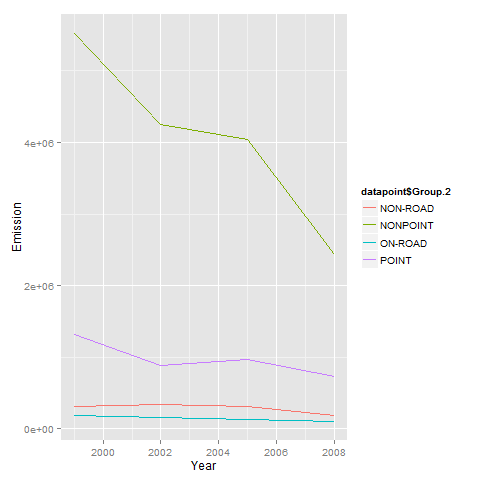 4e+06
2e+06
0e+00
Emission
2000
2002
2004
2006
2008
Year
datapoint$Group.2
NON-ROAD
NONPOINT
ON-ROAD
POINT